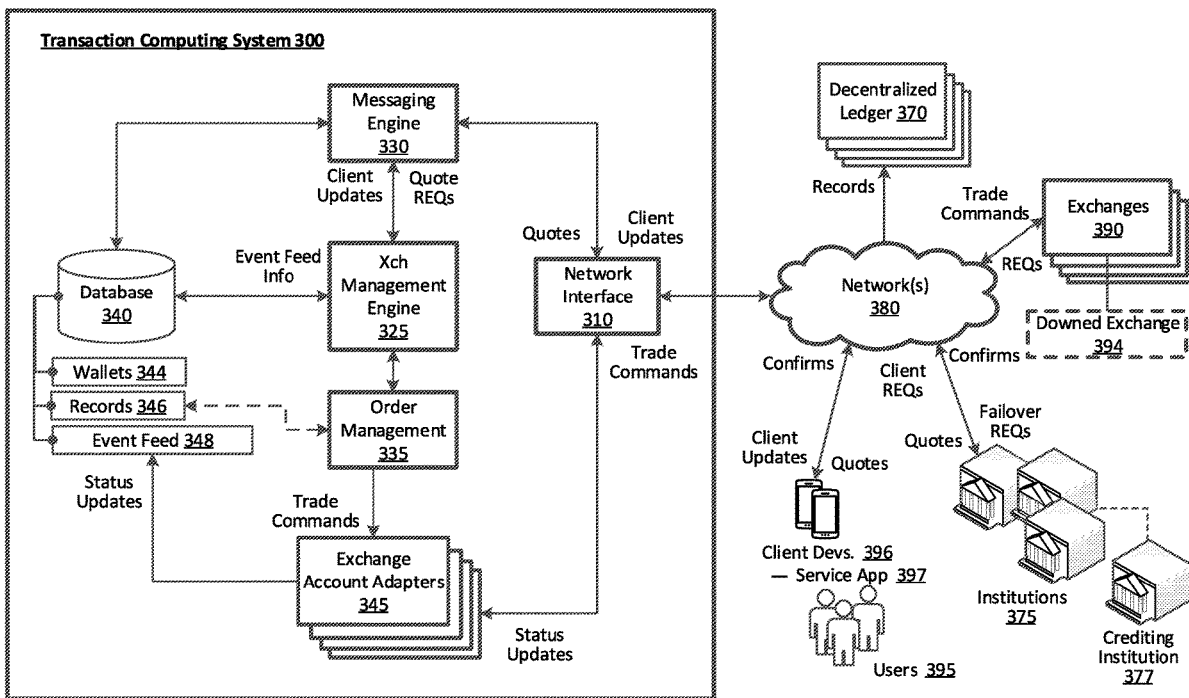 Transaction Computing System 300
Messaging
Engine
330
Client
Updates
Quote
REQs
Event Feed
Info
Xch
Management
Engine
325
Database
340
Wallets 344
Records 346
Event Feed 348
Order
Management
335
Status
Updates
Trade
Commands
Exchange
Account Adapters
345
Status
Updates
Quotes
Client
Updates
Network
Interface
310
Trade
Commands
Decentralized
Ledger 370
Records
Trade
Commands
Exchanges
390
REQs
Network(s)
380
Downed Exchange
394
Confirms
Client
REQs
Confirms
Failover
REQs
Quotes
Client
Updates
Quotes
Client Devs. 396
— Service App 397
Users 395
Institutions
375
Crediting
Institution
377